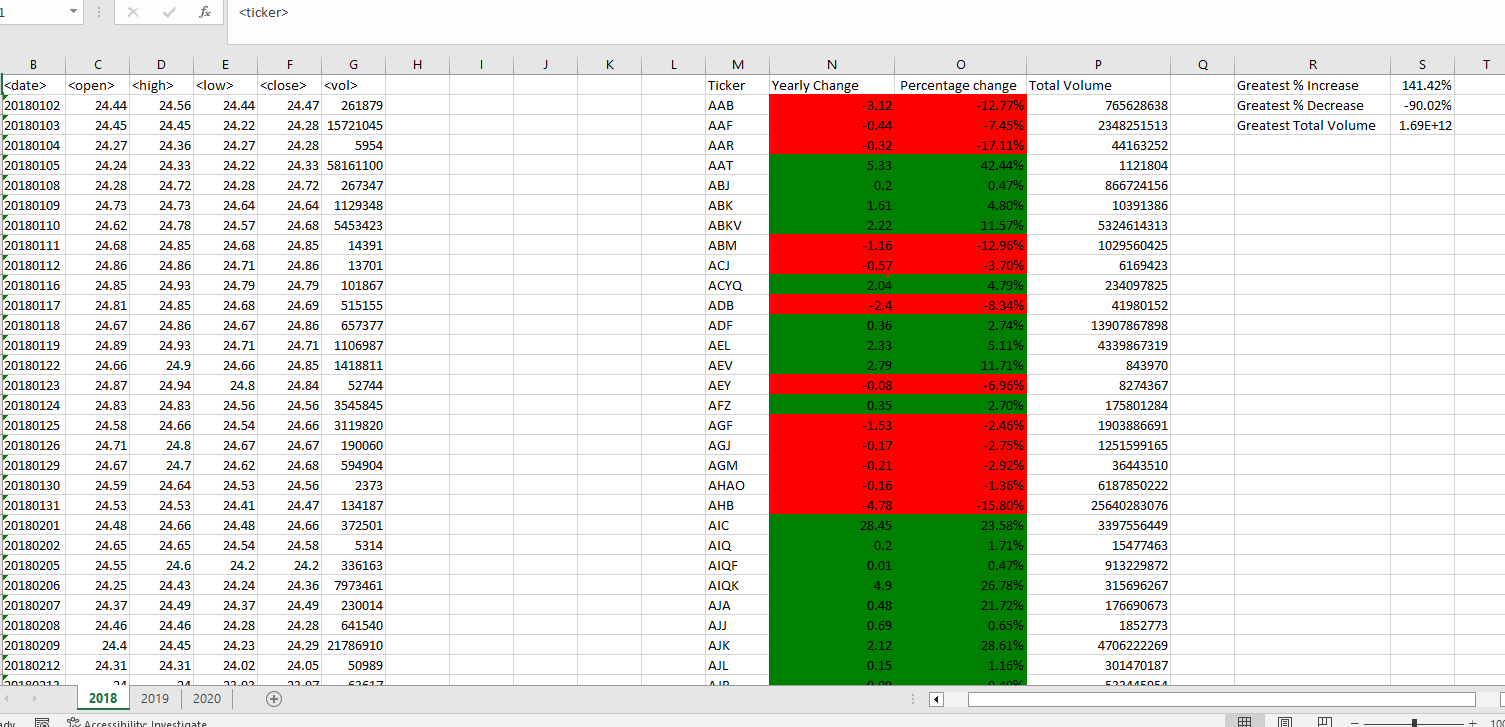 1 fx <ticker>
B C D E F G H I J K L M N O P Q R S T
<date> <open> <high> <low> <close> <vol> Ticker Yearly Change Percentage change Total Volume Greatest % Increase 141.42%
20180102 24.44 24.56 24.44 24.47 261879 AAB -3.12 -12.77% 765628638 Greatest % Decrease -90.02%
20180103 24.45 24.45 24.22 24.28 15721045 AAF -0.44 -7.45% 2348251513 Greatest Total Volume 1.69E+12
20180104 24.27 24.36 24.27 24.28 5954 AAR -0.32 -17.11% 44163252
20180105 24.24 24.33 24.22 24.33 58161100 AAT 5.33 42.44% 1121804
20180108 24.28 24.72 24.28 24.72 267347 ABJ 0.2 0.47% 866724156
20180109 24.73 24.73 24.64 24.64 1129348 ABK 1.61 4.80% 10391386
20180110 24.62 24.78 24.57 24.68 5453423 ABKV 2.22 11.57% 5324614313
20180111 24.68 24.85 24.68 24.85 14391 ABM -1.16 -12.96% 1029560425
20180112 24.86 24.86 24.71 24.86 13701 ACJ -0.57 -3.70% 6169423
20180116 24.85 24.93 24.79 24.79 101867 ACYQ 2.04 4.79% 234097825
20180117 24.81 24.85 24.68 24.69 515155 ADB -2.4 -8.34% 41980152
20180118 24.67 24.86 24.67 24.86 657377 ADF 0.36 2.74% 13907867898
20180119 24.89 24.93 24.71 24.71 1106987 AEL 2.33 5.11% 4339867319
20180122 24.66 24.9 24.66 24.85 1418811 AEV 2.79 11.71% 843970
20180123 24.87 24.94 24.8 24.84 52744 AEY -0.08 -6.96% 8274367
20180124 24.83 24.83 24.56 24.56 3545845 AFZ 0.35 2.70% 175801284
20180125 24.58 24.66 24.54 24.66 3119820 AGF -1.53 -2.46% 1903886691
20180126 24.71 24.8 24.67 24.67 190060 AGJ -0.17 -2.75% 1251599165
20180129 24.67 24.7 24.62 24.68 594904 AGM -0.21 -2.92% 36443510
20180130 24.59 24.64 24.53 24.56 2373 AHAO -0.16 -1.36% 6187850222
20180131 24.53 24.53 24.41 24.47 134187 AHB -4.78 -15.80% 25640283076
20180201 24.48 24.66 24.48 24.66 372501 AIC 28.45 23.58% 3397556449
20180202 24.65 24.65 24.54 24.58 5314 AIQ 0.2 1.71% 15477463
20180205 24.55 24.6 24.2 24.2 336163 AIQF 0.01 0.47% 913229872
20180206 24.25 24.43 24.24 24.36 7973461 AIQK 4.9 26.78% 315696267
20180207 24.37 24.49 24.37 24.49 230014 AJA 0.48 21.72% 176690673
20180208 24.46 24.46 24.28 24.28 641540 AJJ 0.69 0.65% 1852773
20180209 24.4 24.45 24.23 24.29 21786910 AJK 2.12 28.61% 4706222269
20180212 24.31 24.31 24.02 24.05 50989 AJL 0.15 1.16% 301470187
2018 2019 2020
Accessibility: Investigate